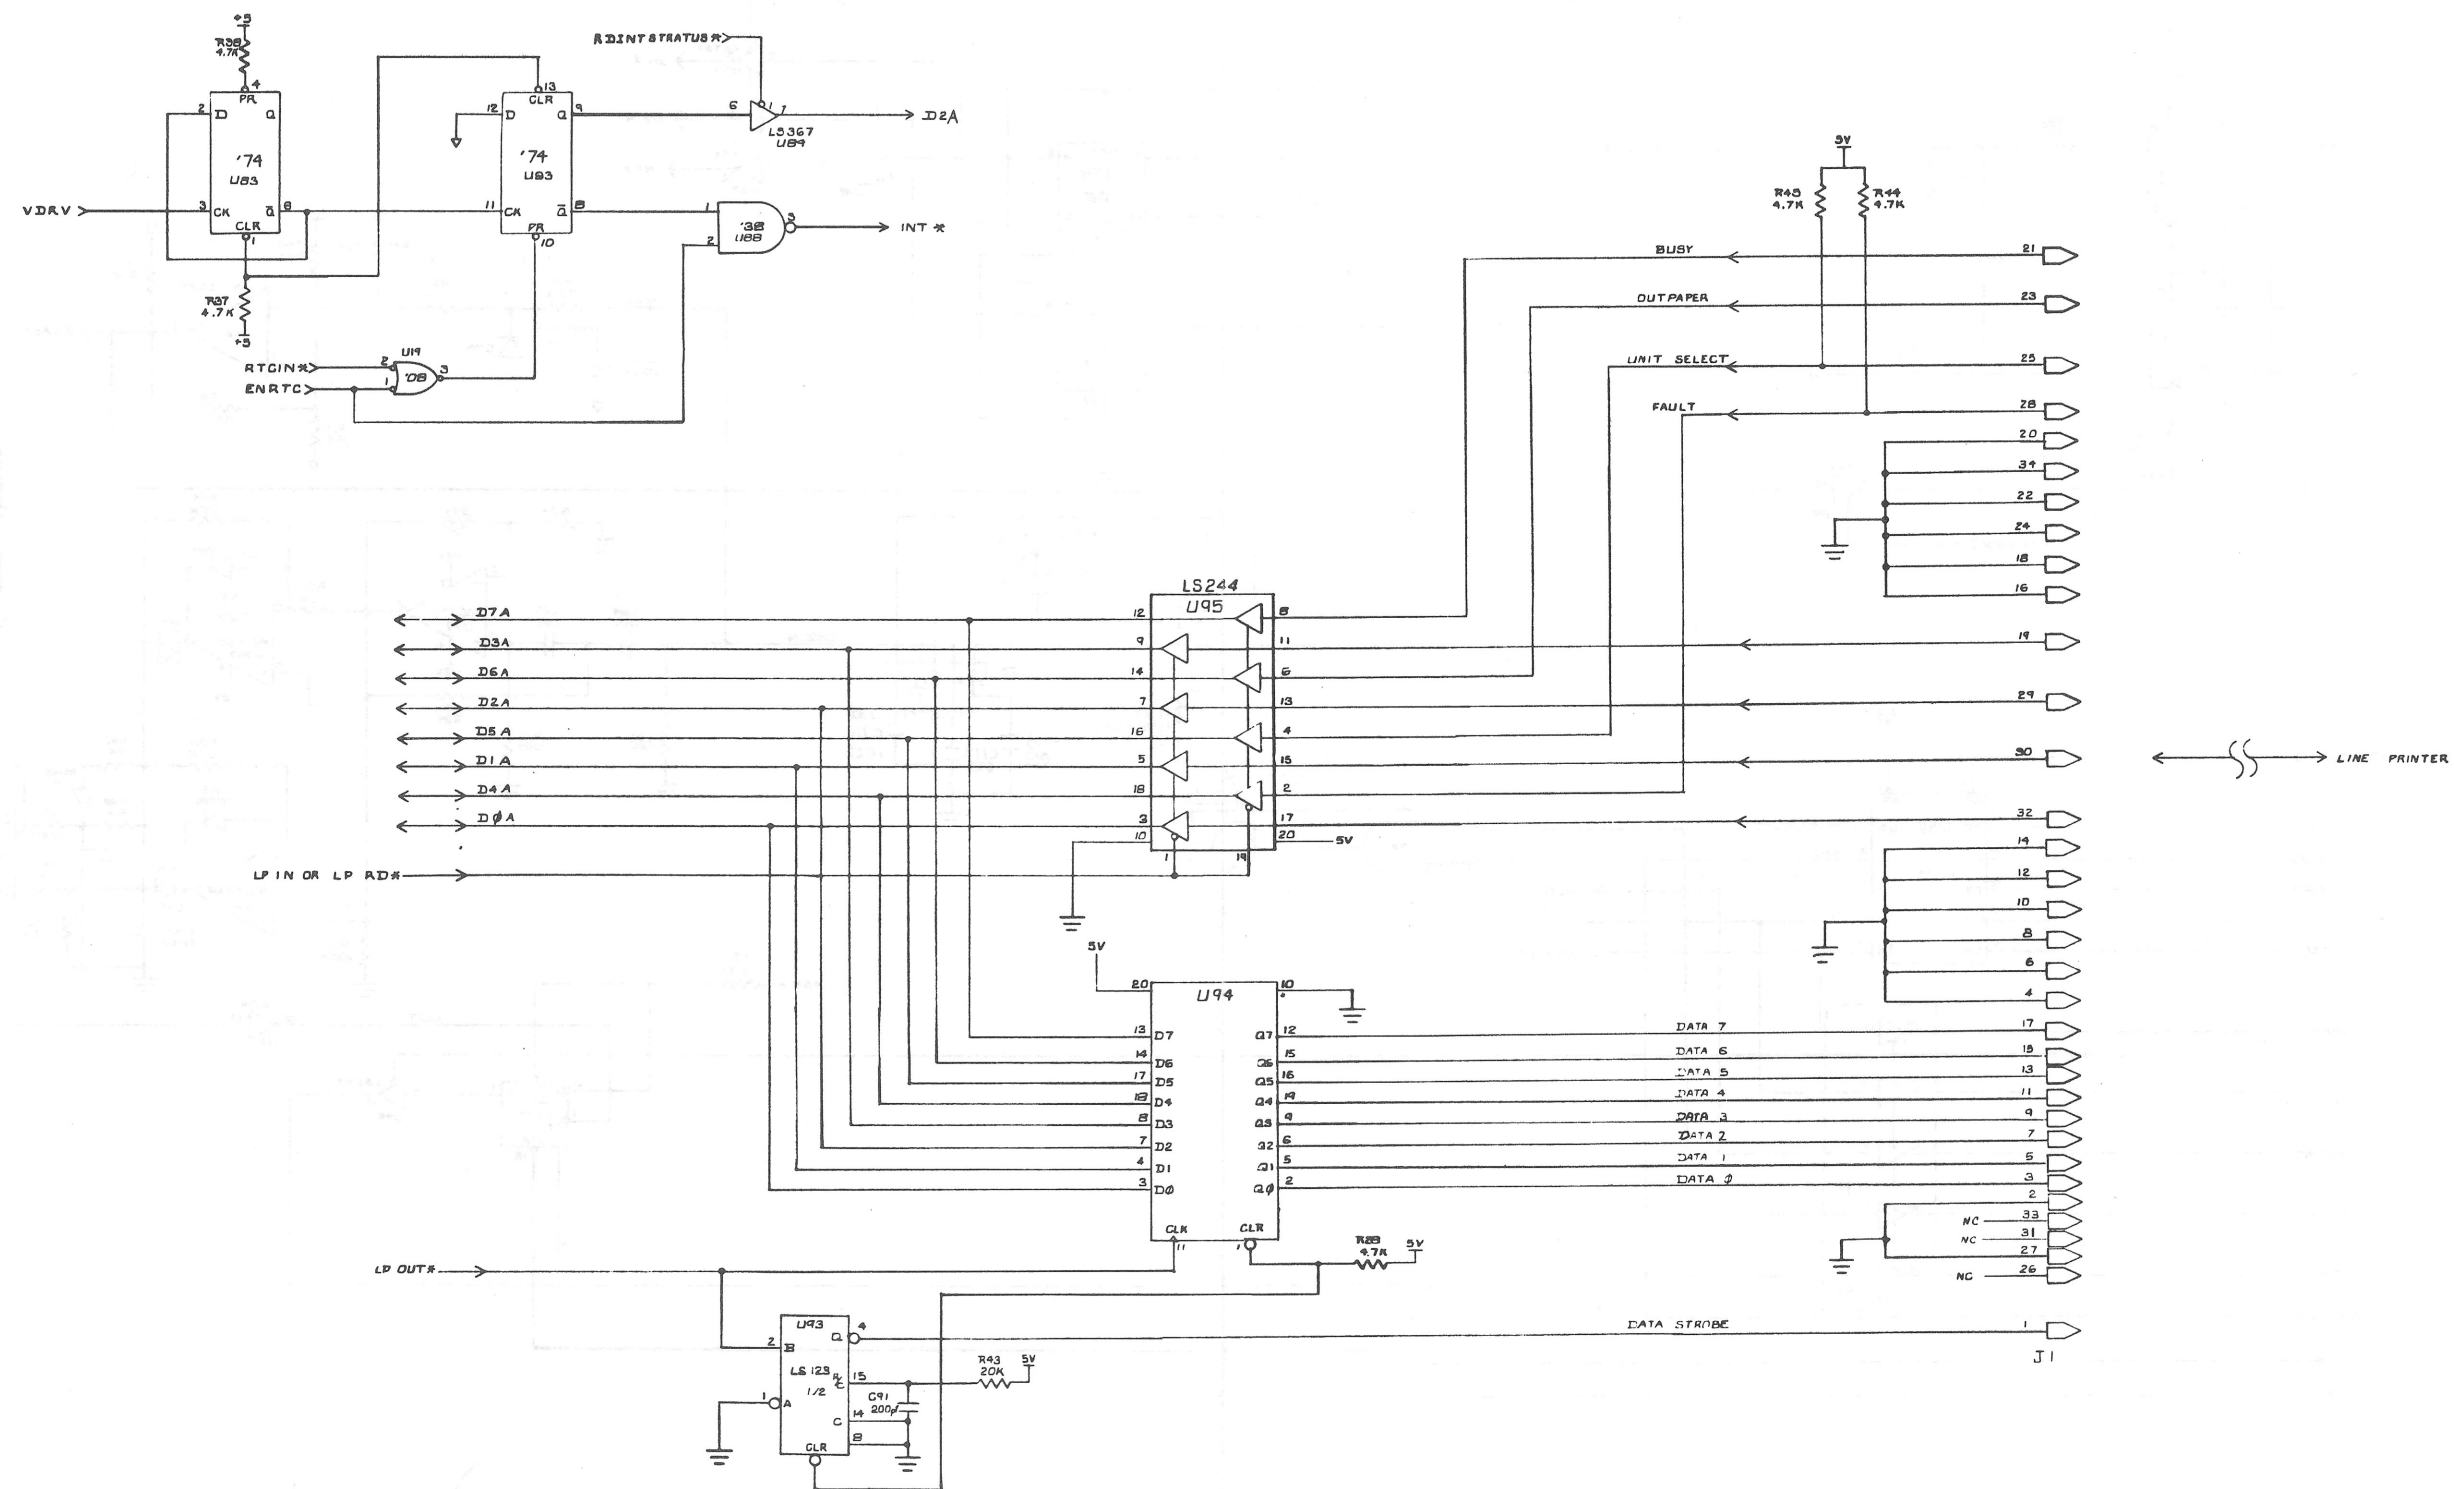 +5
R38
4.7K
4
2
D
PR
Q
'74
U83
VDRV
3
CK
Q
6
CLR
1
R37
4.7K
+5
RTCIN*
2
U19
'08
3
ENRTC
1
13
CLR
12
D
Q
9
'74
U93
11
CK
Q
8
PR
10
RDINTSTRATUS*
6
1
7
D2A
LS367
U89
1
2
'38
U88
3
INT*
5V
R45
4.7K
R44
4.7K
BUSY
21
OUTPAPER
23
UNIT SELECT
25
FAULT
28
20
34
22
24
18
16
19
29
30
32
LINE PRINTER
LS244
U95
D7A
12
8
D3A
9
11
D6A
14
6
D2A
7
13
D5A
16
4
D1A
5
15
D4A
18
2
DØA
3
17
10
20
5V
1
19
LP IN OR LP RD*
14
12
10
8
6
4
5V
20
U94
10
13
D7
Q7
12
DATA 7
17
14
D6
Q6
15
DATA 6
15
17
D5
Q5
16
DATA 5
13
18
D4
Q4
19
DATA 4
11
8
D3
Q3
9
DATA 3
9
7
D2
Q2
6
DATA 2
7
4
D1
Q1
5
DATA 1
5
3
DØ
QØ
2
DATA Ø
3
2
NC
33
NC
31
27
NC
26
CLK
11
CLR
1
4.7K
5V
LP OUT*
U93
Q
4
2
B
LS123
1/2
R/C
15
R43
20K
5V
C91
200pf
1
A
C
14
8
CLR
DATA STROBE
1
J1